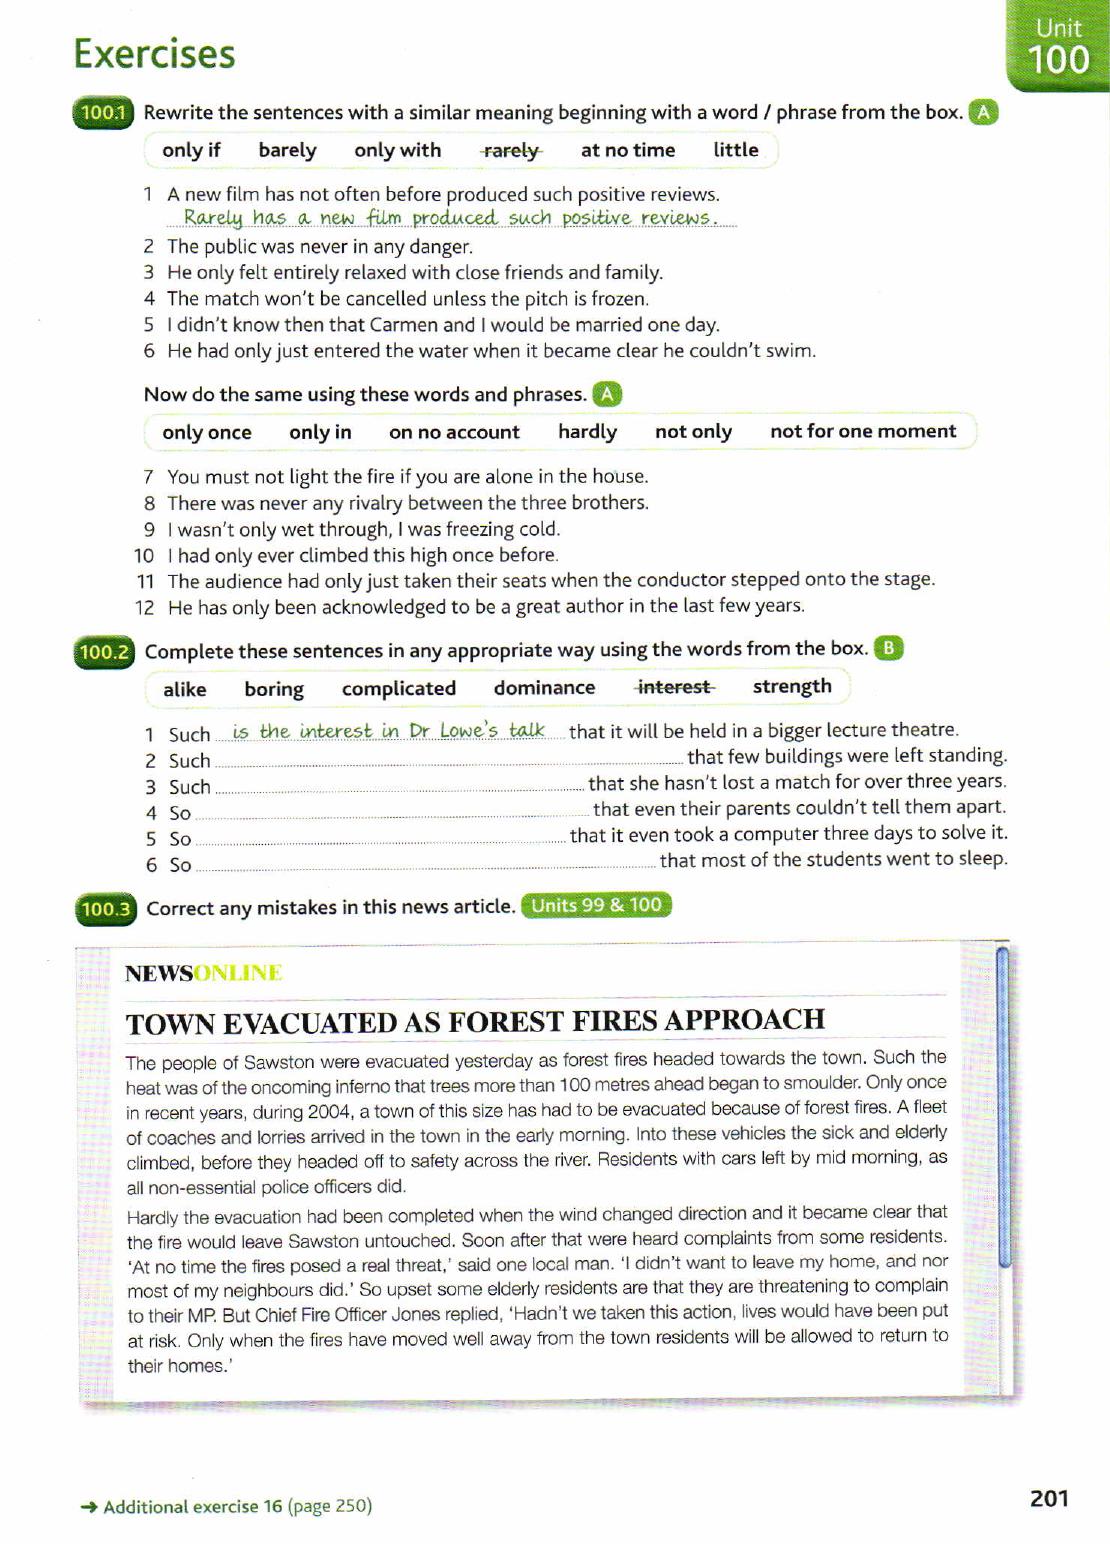 Exercises
Unit
100
100.1 Rewrite the sentences with a similar meaning beginning with a word / phrase from the box. A
only if barely only with rarely at no time little
1 A new film has not often before produced such positive reviews.
Rarely has a new film produced such positive reviews.
2 The public was never in any danger.
3 He only felt entirely relaxed with close friends and family.
4 The match won't be cancelled unless the pitch is frozen.
5 I didn't know then that Carmen and I would be married one day.
6 He had only just entered the water when it became clear he couldn't swim.
Now do the same using these words and phrases. A
only once only in on no account hardly not only not for one moment
7 You must not light the fire if you are alone in the house.
8 There was never any rivalry between the three brothers.
9 I wasn't only wet through, I was freezing cold.
10 I had only ever climbed this high once before.
11 The audience had only just taken their seats when the conductor stepped onto the stage.
12 He has only been acknowledged to be a great author in the last few years.
100.2 Complete these sentences in any appropriate way using the words from the box. B
alike boring complicated dominance interest strength
1 Such is the interest in Dr Lowe's talk that it will be held in a bigger lecture theatre.
2 Such that few buildings were left standing.
3 Such that she hasn't lost a match for over three years.
4 So that even their parents couldn't tell them apart.
5 So that it even took a computer three days to solve it.
6 So that most of the students went to sleep.
100.3 Correct any mistakes in this news article. Units 99 & 100
NEWSONLINE
TOWN EVACUATED AS FOREST FIRES APPROACH
The people of Sawston were evacuated yesterday as forest fires headed towards the town. Such the
heat was of the oncoming inferno that trees more than 100 metres ahead began to smoulder. Only once
in recent years, during 2004, a town of this size has had to be evacuated because of forest fires. A fleet
of coaches and lorries arrived in the town in the early morning. Into these vehicles the sick and elderly
climbed, before they headed off to safety across the river. Residents with cars left by mid morning, as
all non-essential police officers did.
Hardly the evacuation had been completed when the wind changed direction and it became clear that
the fire would leave Sawston untouched. Soon after that were heard complaints from some residents.
'At no time the fires posed a real threat,' said one local man. 'I didn't want to leave my home, and nor
most of my neighbours did.' So upset some elderly residents are that they are threatening to complain
to their MP. But Chief Fire Officer Jones replied, 'Hadn't we taken this action, lives would have been put
at risk. Only when the fires have moved well away from the town residents will be allowed to return to
their homes.'
➜ Additional exercise 16 (page 250)
201